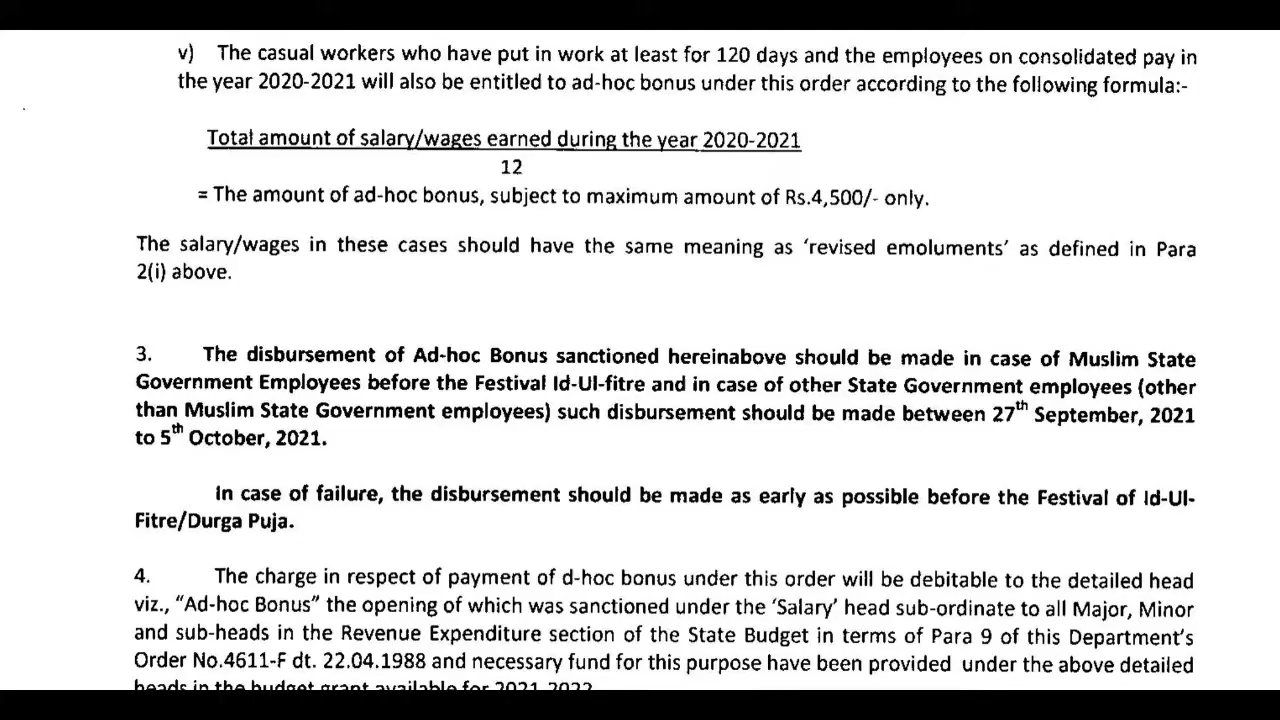 v) The casual workers who have put in work at least for 120 days and the employees on consolidated pay in
the year 2020-2021 will also be entitled to ad-hoc bonus under this order according to the following formula:-
Total amount of salary/wages earned during the year 2020-2021
12
= The amount of ad-hoc bonus, subject to maximum amount of Rs.4,500/- only.
The salary/wages in these cases should have the same meaning as ‘revised emoluments’ as defined in Para
2(i) above.
3. The disbursement of Ad-hoc Bonus sanctioned hereinabove should be made in case of Muslim State
Government Employees before the Festival Id-Ul-fitre and in case of other State Government employees (other
than Muslim State Government employees) such disbursement should be made between 27th September, 2021
to 5th October, 2021.
In case of failure, the disbursement should be made as early as possible before the Festival of Id-Ul-
Fitre/Durga Puja.
4. The charge in respect of payment of d-hoc bonus under this order will be debitable to the detailed head
viz., “Ad-hoc Bonus” the opening of which was sanctioned under the ‘Salary’ head sub-ordinate to all Major, Minor
and sub-heads in the Revenue Expenditure section of the State Budget in terms of Para 9 of this Department's
Order No.4611-F dt. 22.04.1988 and necessary fund for this purpose have been provided under the above detailed
heads in the budget grant available for 2021-2022